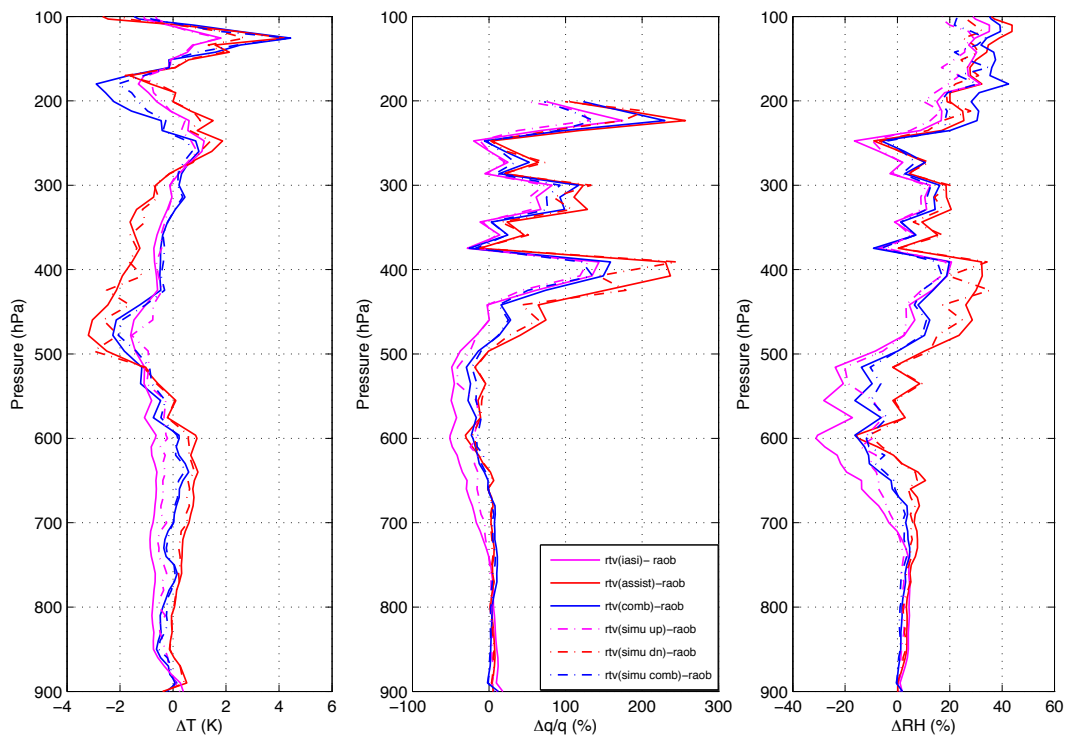 100
200
300
400
500
600
700
800
900
Pressure (hPa)
−4 −2 0 2 4 6
ΔT (K)
100
200
300
400
500
600
700
800
900
Pressure (hPa)
−100 0 100 200 300
Δq/q (%)
rtv(iasi)− raob
rtv(assist)−raob
rtv(comb)−raob
rtv(simu up)−raob
rtv(simu dn)−raob
rtv(simu comb)−raob
100
200
300
400
500
600
700
800
900
Pressure (hPa)
−40 −20 0 20 40 60
ΔRH (%)